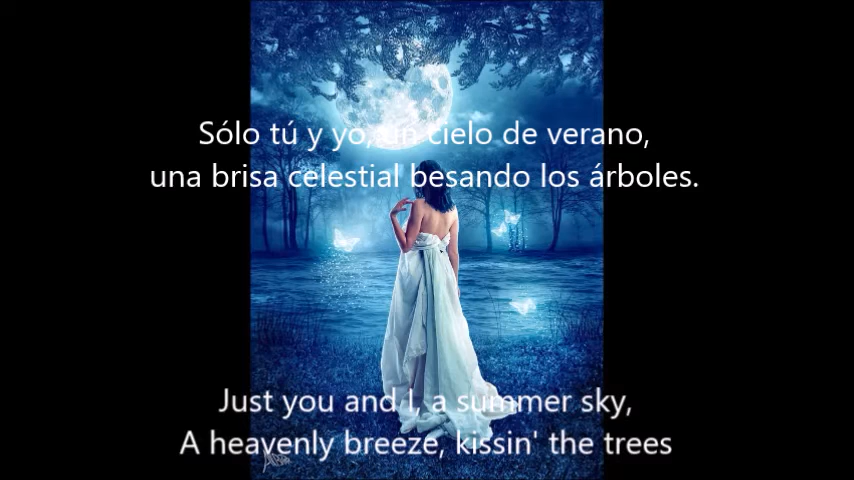 Sólo tú y yo, un cielo de verano,
una brisa celestial besando los árboles.
Just you and I, a summer sky,
A heavenly breeze, kissin' the trees